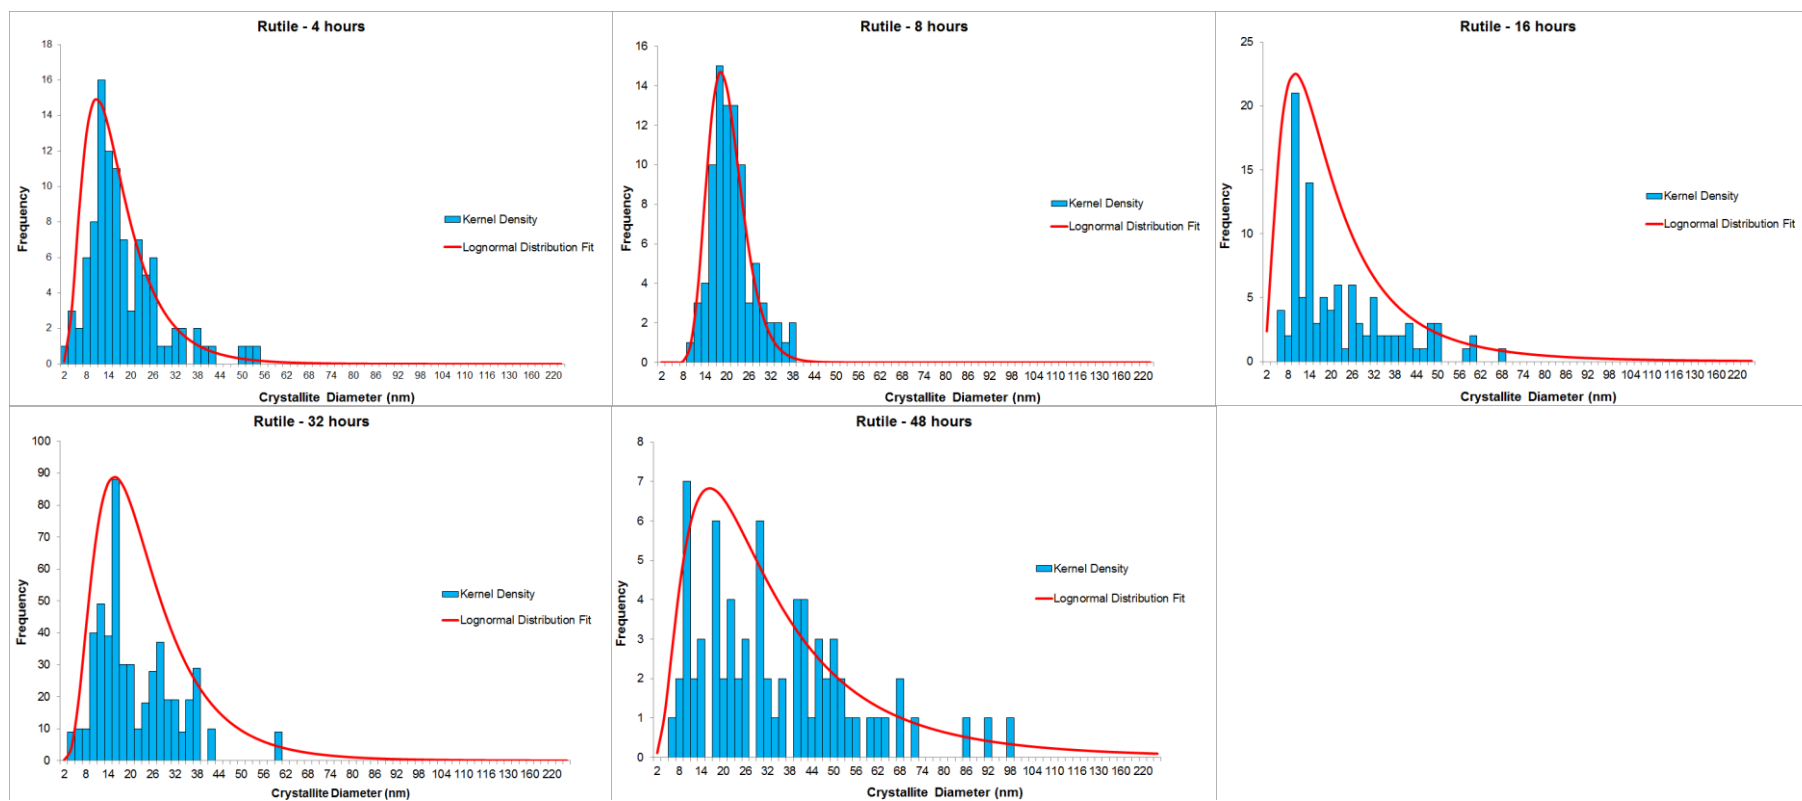 Rutile - 4 hours
18
16
14
12
10
8
6
4
2
0
Frequency
2 8 14 20 26 32 38 44 50 56 62 68 74 80 86 92 98 104 110 116 130 160 220
Crystallite Diameter (nm)
Kernel Density
Lognormal Distribution Fit
Rutile - 8 hours
16
14
12
10
8
6
4
2
0
Frequency
2 8 14 20 26 32 38 44 50 56 62 68 74 80 86 92 98 104 110 116 130 160 220
Crystallite Diameter (nm)
Kernel Density
Lognormal Distribution Fit
Rutile - 16 hours
25
20
15
10
5
0
Frequency
2 8 14 20 26 32 38 44 50 56 62 68 74 80 86 92 98 104 110 116 130 160 220
Crystallite Diameter (nm)
Kernel Density
Lognormal Distribution Fit
Rutile - 32 hours
100
90
80
70
60
50
40
30
20
10
0
Frequency
2 8 14 20 26 32 38 44 50 56 62 68 74 80 86 92 98 104 110 116 130 160 220
Crystallite Diameter (nm)
Kernel Density
Lognormal Distribution Fit
Rutile - 48 hours
8
7
6
5
4
3
2
1
0
Frequency
2 8 14 20 26 32 38 44 50 56 62 68 74 80 86 92 98 104 110 116 130 160 220
Crystallite Diameter (nm)
Kernel Density
Lognormal Distribution Fit